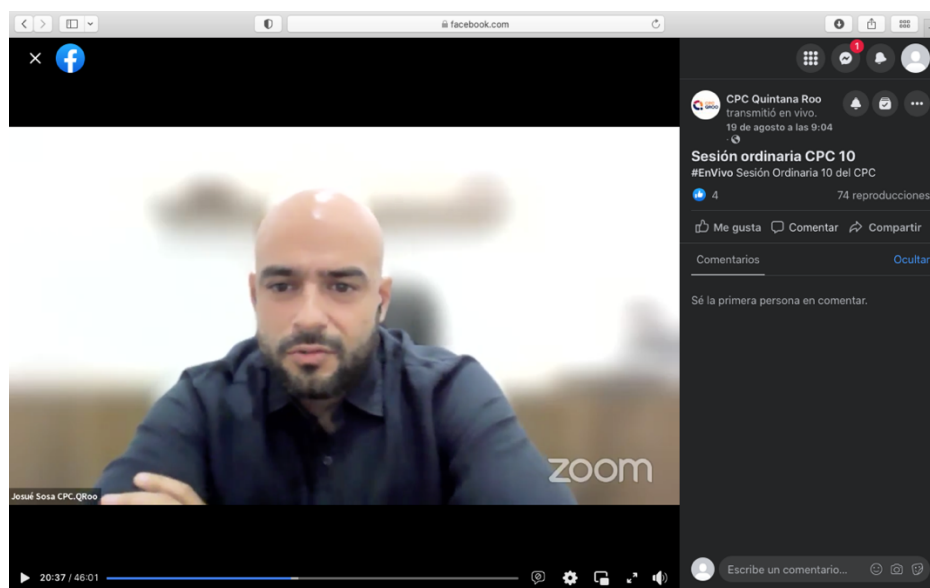 facebook.com
1
CPC Quintana Roo
transmitió en vivo.
19 de agosto a las 9:04
Sesión ordinaria CPC 10
#EnVivo Sesión Ordinaria 10 del CPC
4
74 reproducciones
Me gusta
Comentar
Compartir
Comentarios
Ocultar
Sé la primera persona en comentar.
zoom
Josué Sosa CPC.QRoo
20:37 / 46:01
Escribe un comentario...